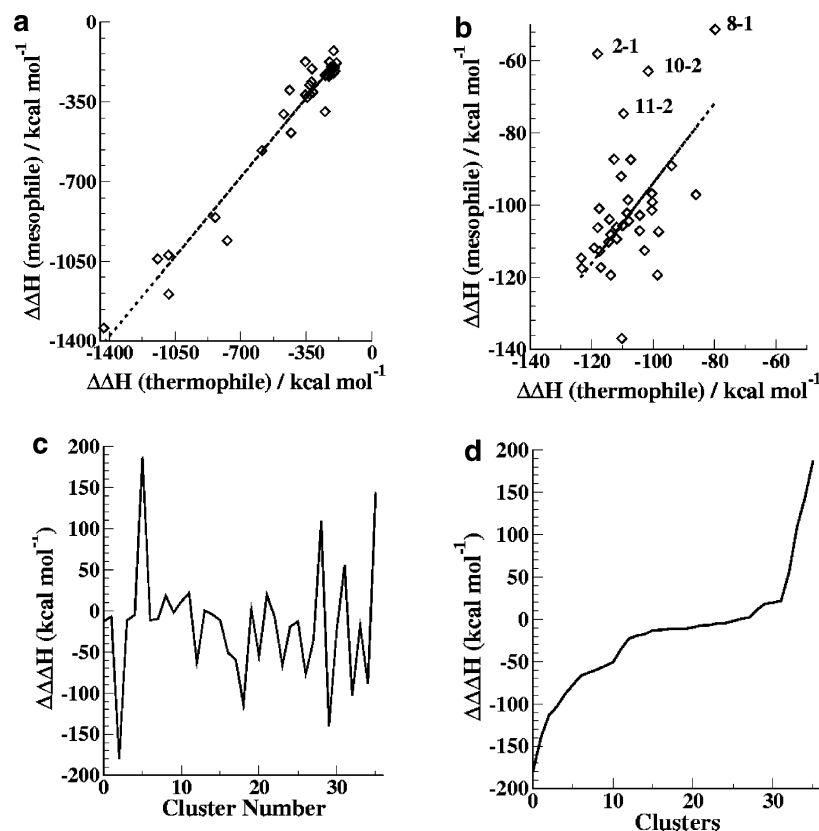 a
0
-350
-700
-1050
-1400
ΔΔH (mesophile) / kcal mol⁻¹
-1400 -1050 -700 -350 0
ΔΔH (thermophile) / kcal mol⁻¹
b
8-1
2-1
10-2
11-2
-60
-80
-100
-120
-140
ΔΔH (mesophile) / kcal mol⁻¹
-140 -120 -100 -80 -60
ΔΔH (thermophile) / kcal mol⁻¹
c
200
150
100
50
0
-50
-100
-150
-200
ΔΔΔH (kcal mol⁻¹)
0 10 20 30
Cluster Number
d
200
150
100
50
0
-50
-100
-150
-200
ΔΔΔH (kcal mol⁻¹)
0 10 20 30
Clusters